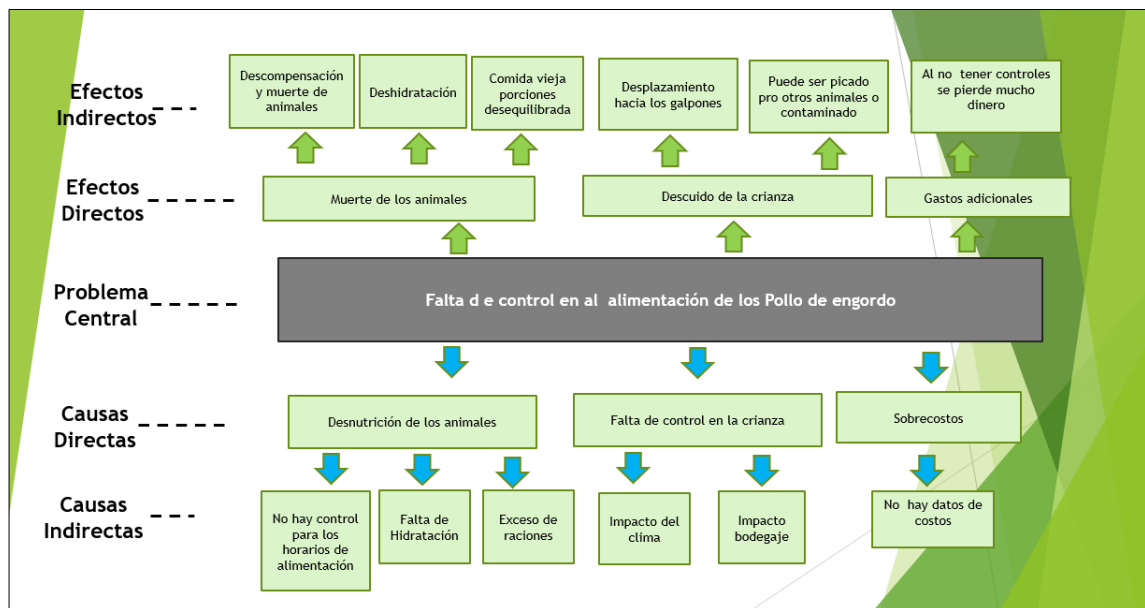 Efectos
Indirectos
Descompensación
y muerte de
animales
Deshidratación
Comida vieja
porciones
desequilibrada
Desplazamiento
hacia los galpones
Puede ser picado
pro otros animales o
contaminado
Al no tener controles
se pierde mucho
dinero
Efectos
Directos
Muerte de los animales
Descuido de la crianza
Gastos adicionales
Problema
Central
Falta d e control en al alimentación de los Pollo de engordo
Causas
Directas
Desnutrición de los animales
Falta de control en la crianza
Sobrecostos
Causas
Indirectas
No hay control
para los
horarios de
alimentación
Falta de
Hidratación
Exceso de
raciones
Impacto del
clima
Impacto
bodegaje
No hay datos de
costos